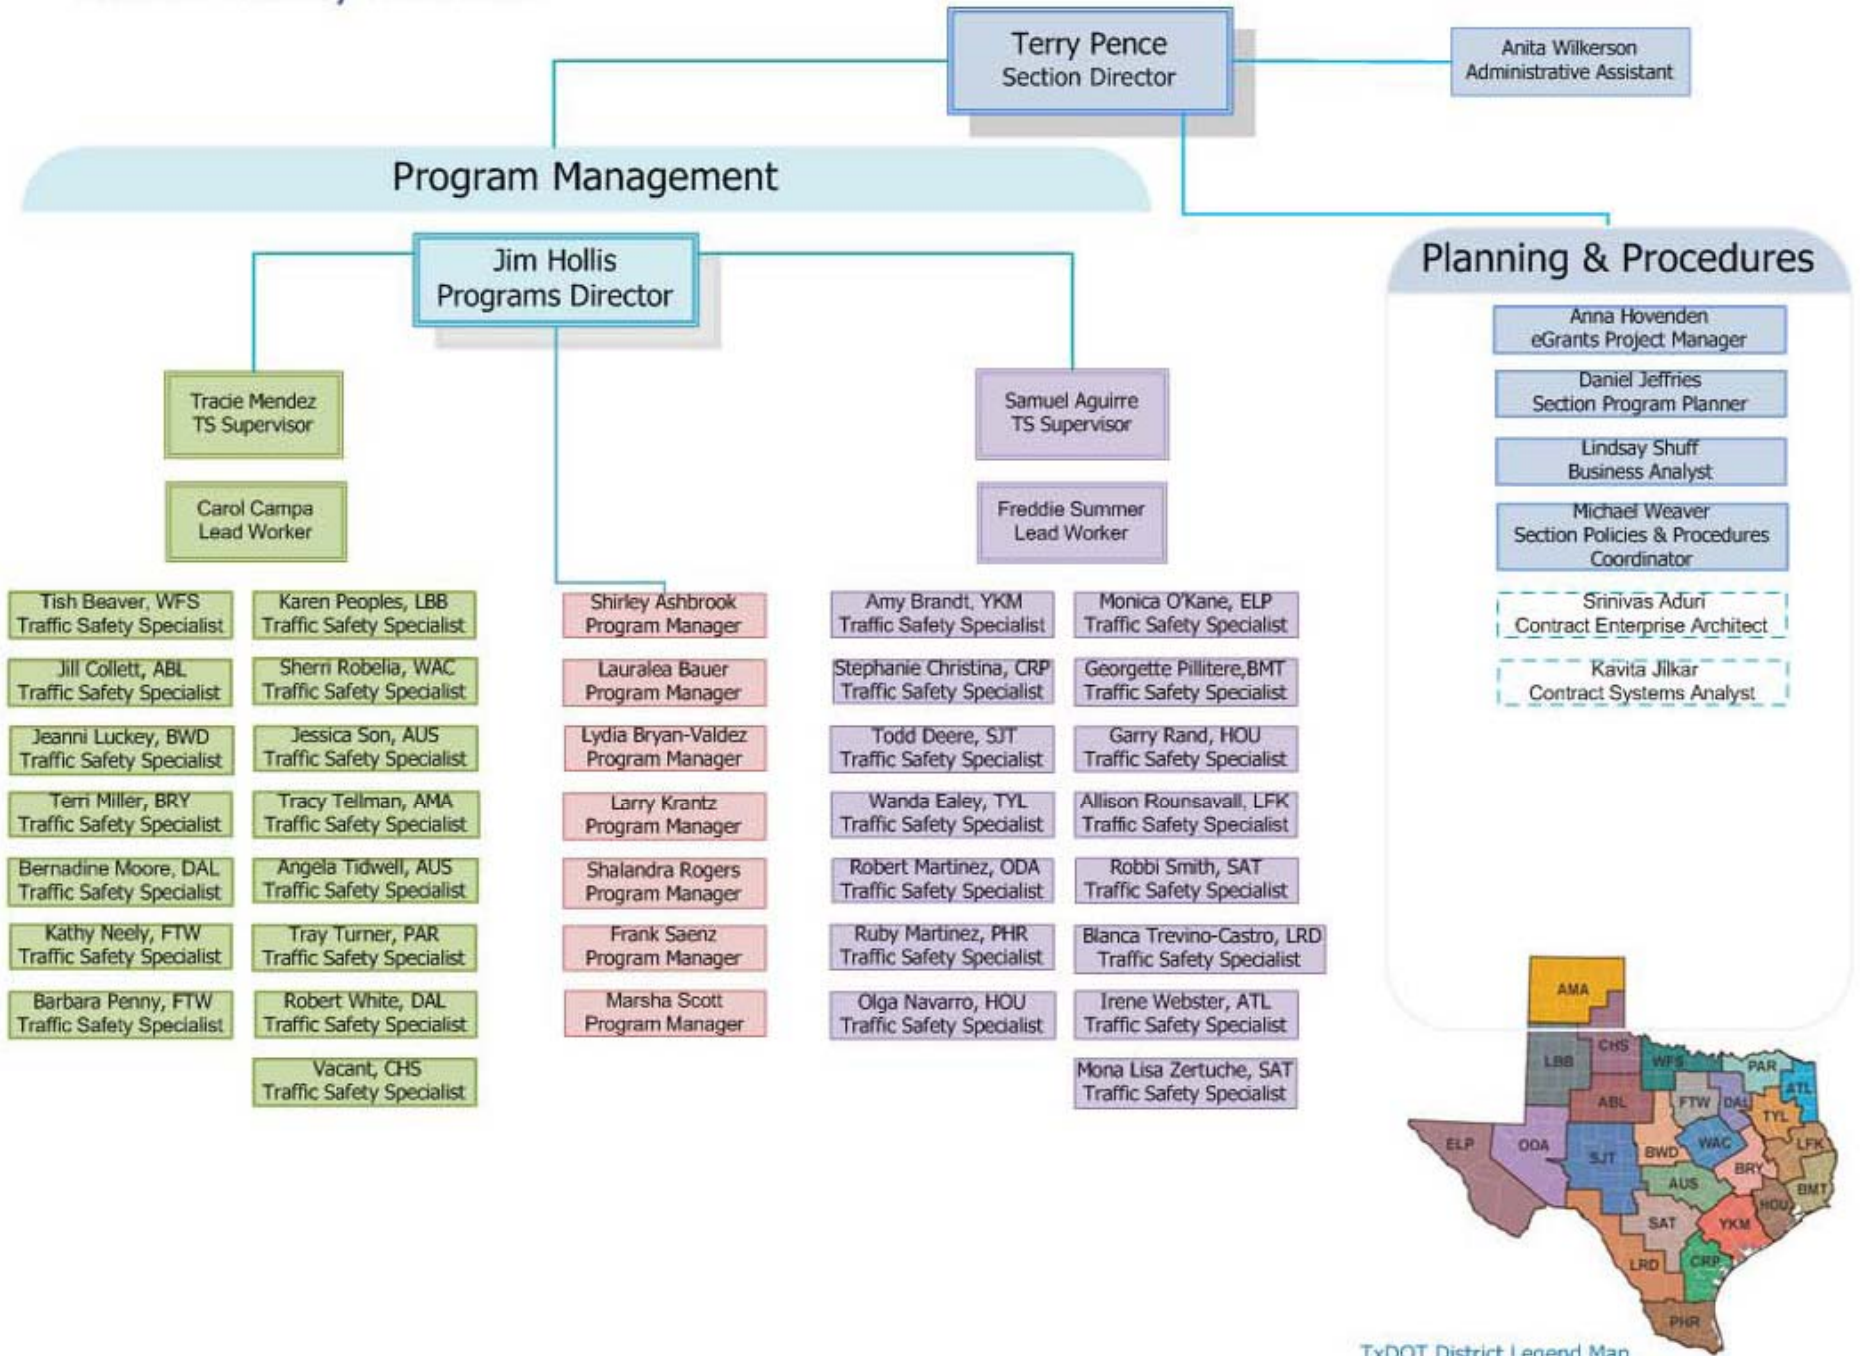 Terry Pence
Section Director
Anita Wilkerson
Administrative Assistant
Program Management
Jim Hollis
Programs Director
Planning & Procedures
Anna Hovenden
eGrants Project Manager
Daniel Jeffries
Section Program Planner
Lindsay Shuff
Business Analyst
Michael Weaver
Section Policies & Procedures
Coordinator
Srinivas Aduri
Contract Enterprise Architect
Kavita Jilkar
Contract Systems Analyst
Tracie Mendez
TS Supervisor
Carol Campa
Lead Worker
Tish Beaver, WFS
Traffic Safety Specialist
Jill Collett, ABL
Traffic Safety Specialist
Jeanni Luckey, BWD
Traffic Safety Specialist
Terri Miller, BRY
Traffic Safety Specialist
Bernadine Moore, DAL
Traffic Safety Specialist
Kathy Neely, FTW
Traffic Safety Specialist
Barbara Penny, FTW
Traffic Safety Specialist
Karen Peoples, LBB
Traffic Safety Specialist
Sherri Robelia, WAC
Traffic Safety Specialist
Jessica Son, AUS
Traffic Safety Specialist
Tracy Tellman, AMA
Traffic Safety Specialist
Angela Tidwell, AUS
Traffic Safety Specialist
Tray Turner, PAR
Traffic Safety Specialist
Robert White, DAL
Traffic Safety Specialist
Vacant, CHS
Traffic Safety Specialist
Shirley Ashbrook
Program Manager
Lauralea Bauer
Program Manager
Lydia Bryan-Valdez
Program Manager
Larry Krantz
Program Manager
Shalandra Rogers
Program Manager
Frank Saenz
Program Manager
Marsha Scott
Program Manager
Samuel Aguirre
TS Supervisor
Freddie Summer
Lead Worker
Amy Brandt, YKM
Traffic Safety Specialist
Stephanie Christina, CRP
Traffic Safety Specialist
Todd Deere, SJT
Traffic Safety Specialist
Wanda Ealey, TYL
Traffic Safety Specialist
Robert Martinez, ODA
Traffic Safety Specialist
Ruby Martinez, PHR
Traffic Safety Specialist
Olga Navarro, HOU
Traffic Safety Specialist
Monica O'Kane, ELP
Traffic Safety Specialist
Georgette Pillitere,BMT
Traffic Safety Specialist
Garry Rand, HOU
Traffic Safety Specialist
Allison Rounsavall, LFK
Traffic Safety Specialist
Robbi Smith, SAT
Traffic Safety Specialist
Blanca Trevino-Castro, LRD
Traffic Safety Specialist
Irene Webster, ATL
Traffic Safety Specialist
Mona Lisa Zertuche, SAT
Traffic Safety Specialist
AMA
LBB
CHS
WFS
PAR
ATL
ABL
FTW
DAL
TYL
ELP
ODA
SJT
BWD
WAC
LFK
BRY
AUS
BMT
HOU
SAT
YKM
LRD
CRP
PHR
TxDOT District Legend Map